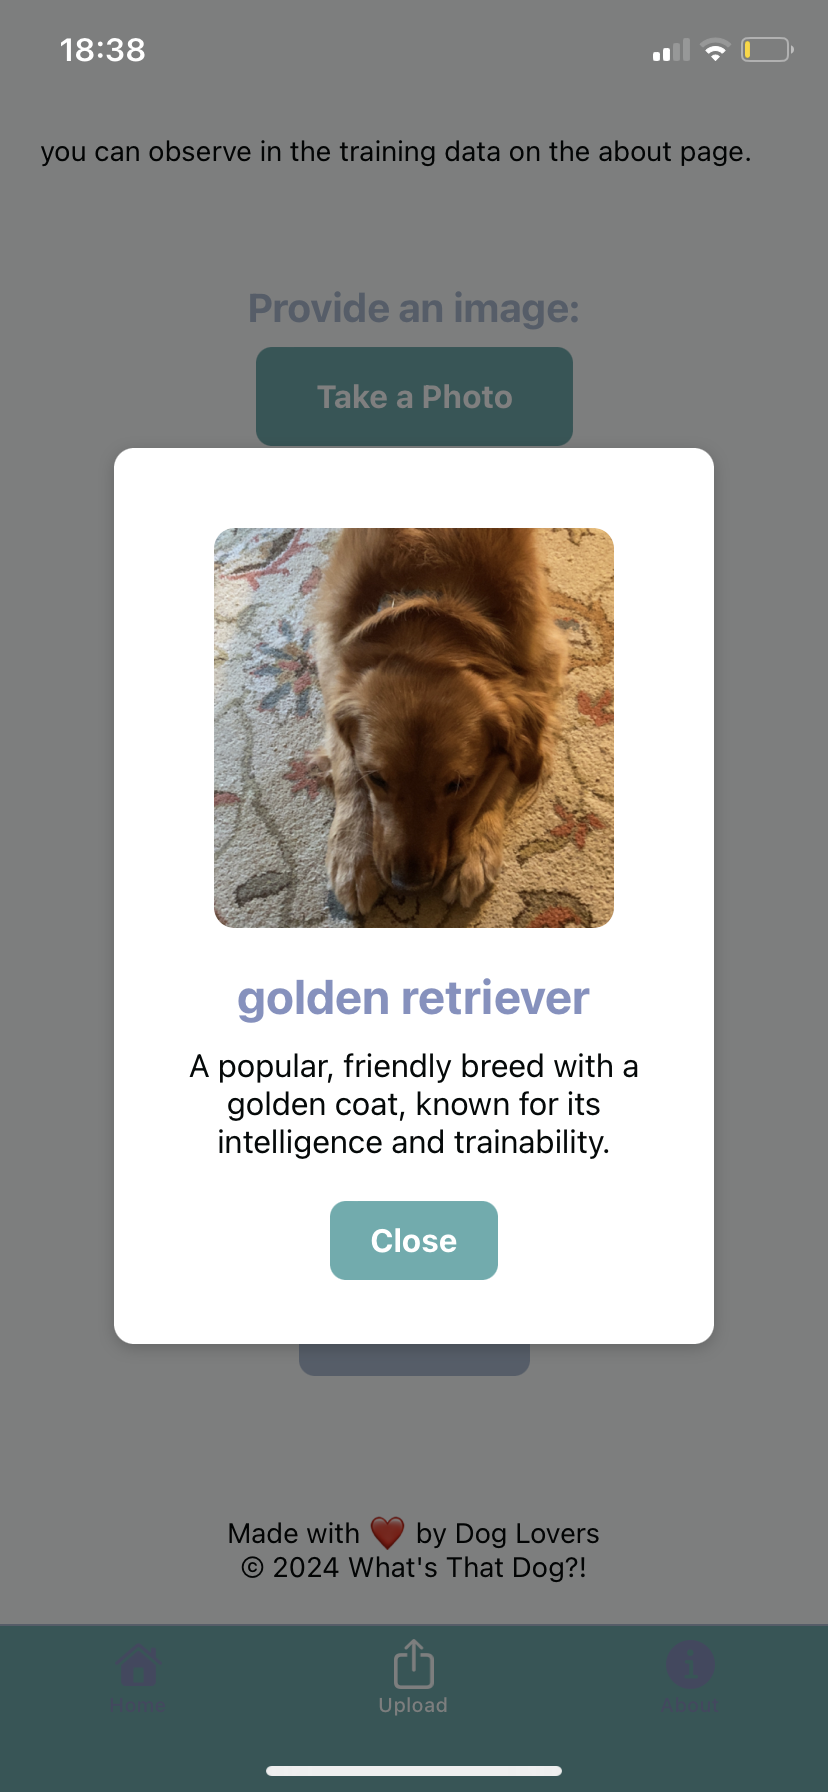 18:38
you can observe in the training data on the about page.
Provide an image:
Take a Photo
golden retriever
A popular, friendly breed with a
golden coat, known for its
intelligence and trainability.
Close
Made with ❤️ by Dog Lovers
© 2024 What's That Dog?!
Home
Upload
About